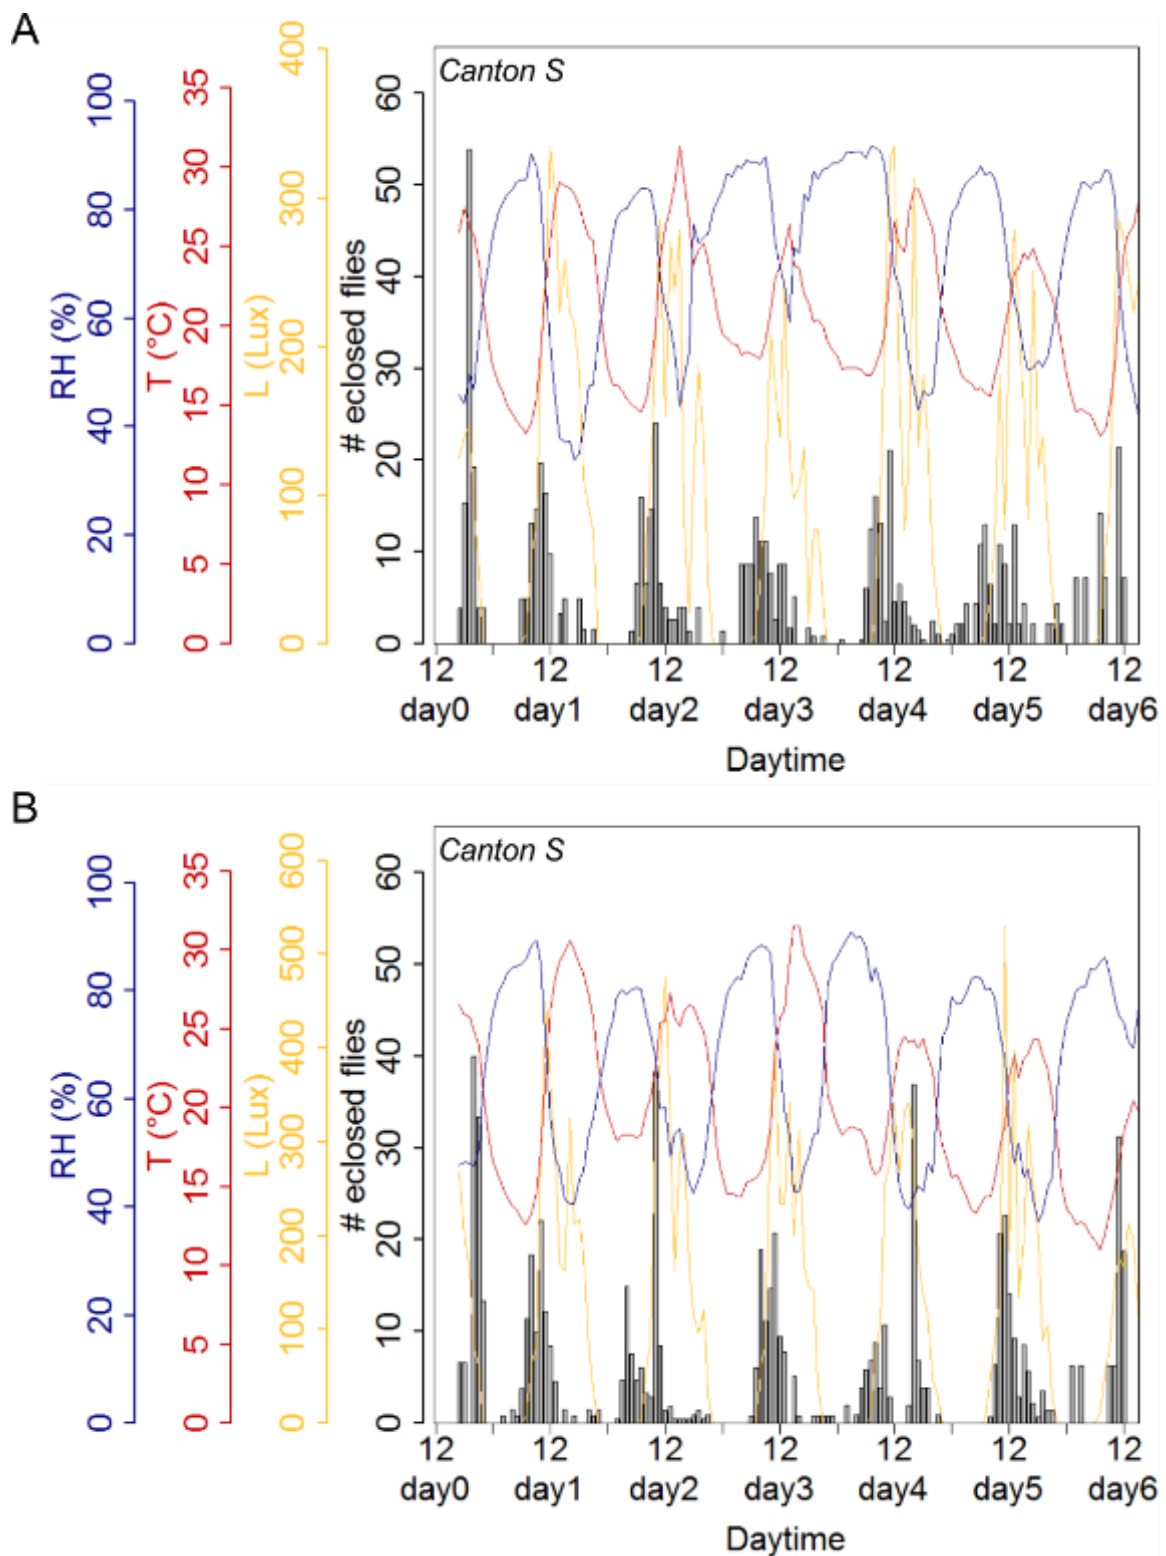 A
Canton S
RH (%)
0 20 40 60 80 100
T (°C)
0 5 10 15 20 25 30 35
L (Lux)
0 100 200 300 400
# eclosed flies
0 10 20 30 40 50 60
12 12 12 12 12 12 12
day0 day1 day2 day3 day4 day5 day6
Daytime
B
Canton S
RH (%)
0 20 40 60 80 100
T (°C)
0 5 10 15 20 25 30 35
L (Lux)
0 100 200 300 400 500 600
# eclosed flies
0 10 20 30 40 50 60
12 12 12 12 12 12 12
day0 day1 day2 day3 day4 day5 day6
Daytime